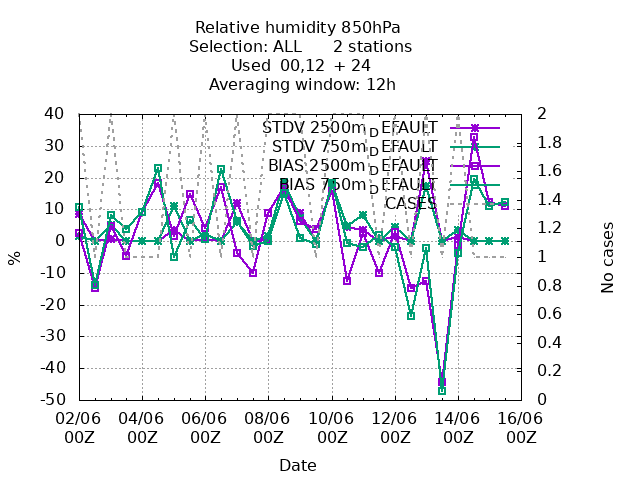 Relative humidity 850hPa
Selection: ALL 2 stations
Used 00,12 + 24
Averaging window: 12h
40
30
20
10
0
-10
-20
-30
-40
-50
%
STDV 2500m_DEFAULT
STDV 750m_DEFAULT
BIAS 2500m_DEFAULT
BIAS 750m_DEFAULT
CASES
2
1.8
1.6
1.4
1.2
1
0.8
0.6
0.4
0.2
0
No cases
02/06 04/06 06/06 08/06 10/06 12/06 14/06 16/06
00Z 00Z 00Z 00Z 00Z 00Z 00Z 00Z
Date